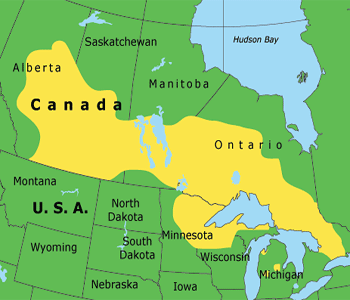 Hudson Bay
Saskatchewan
Alberta
Manitoba
Canada
Ontario
Montana
U. S. A.
North
Dakota
Minnesota
South
Dakota
Wyoming
Wisconsin
Michigan
Nebraska
Iowa